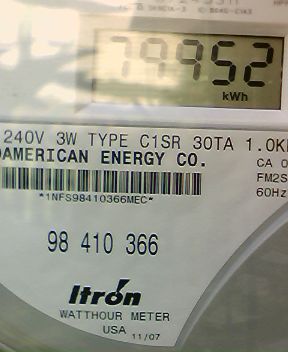 79952
kWh
240V 3W TYPE C1SR 30TA 1.0K
AMERICAN ENERGY CO.
CA 0
FM2S
60Hz
*1NFS98410366MEC*
98 410 366
Itrón
WATTHOUR METER
USA 11/07